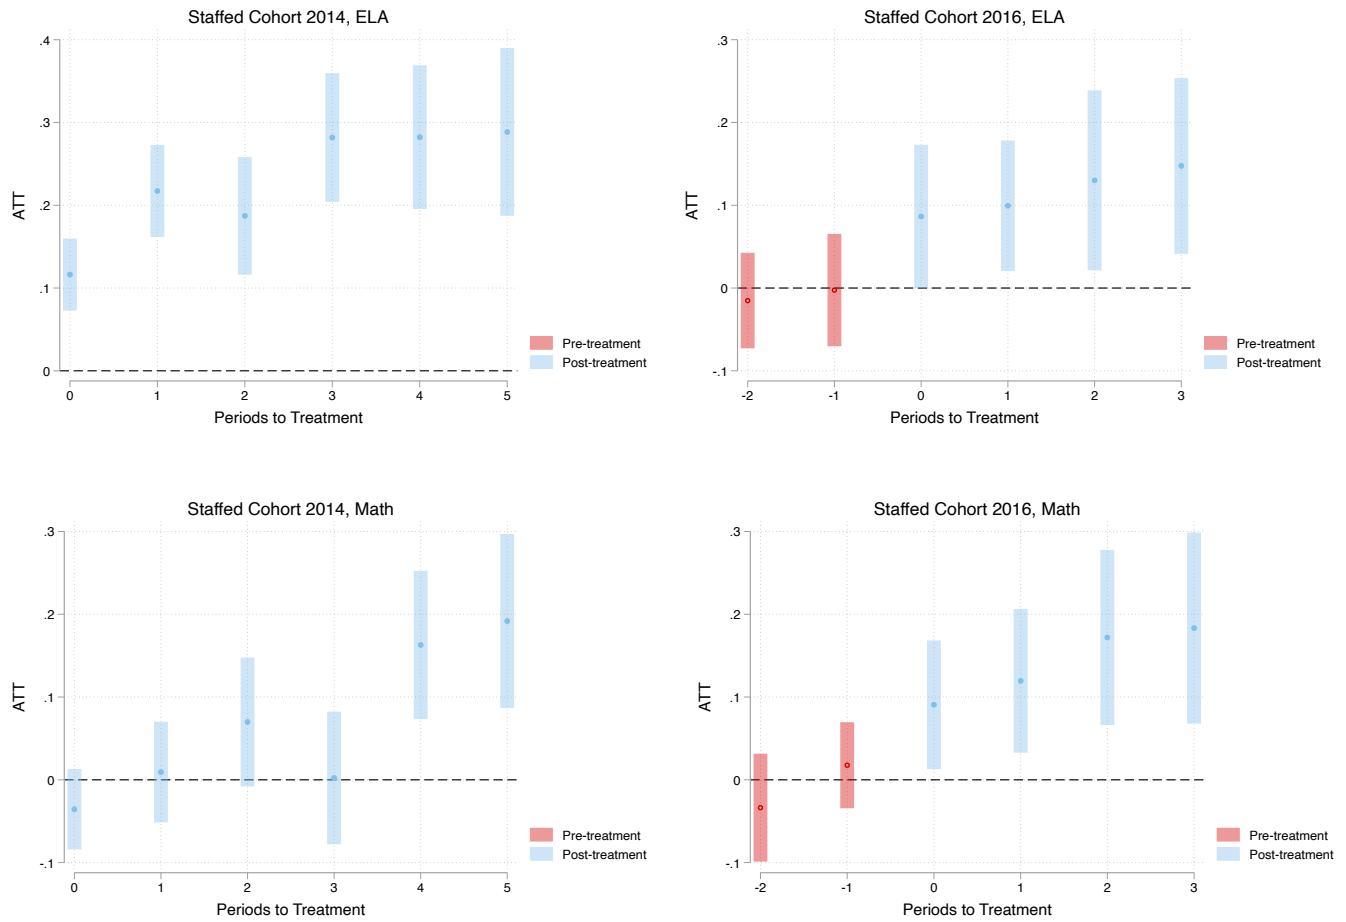 Staffed Cohort 2014, ELA
.4
.3
.2
.1
0
ATT
0 1 2 3 4 5
Periods to Treatment
Pre-treatment
Post-treatment
Staffed Cohort 2016, ELA
.3
.2
.1
0
-.1
ATT
-2 -1 0 1 2 3
Periods to Treatment
Pre-treatment
Post-treatment
Staffed Cohort 2014, Math
.3
.2
.1
0
-.1
ATT
0 1 2 3 4 5
Periods to Treatment
Pre-treatment
Post-treatment
Staffed Cohort 2016, Math
.3
.2
.1
0
-.1
ATT
-2 -1 0 1 2 3
Periods to Treatment
Pre-treatment
Post-treatment